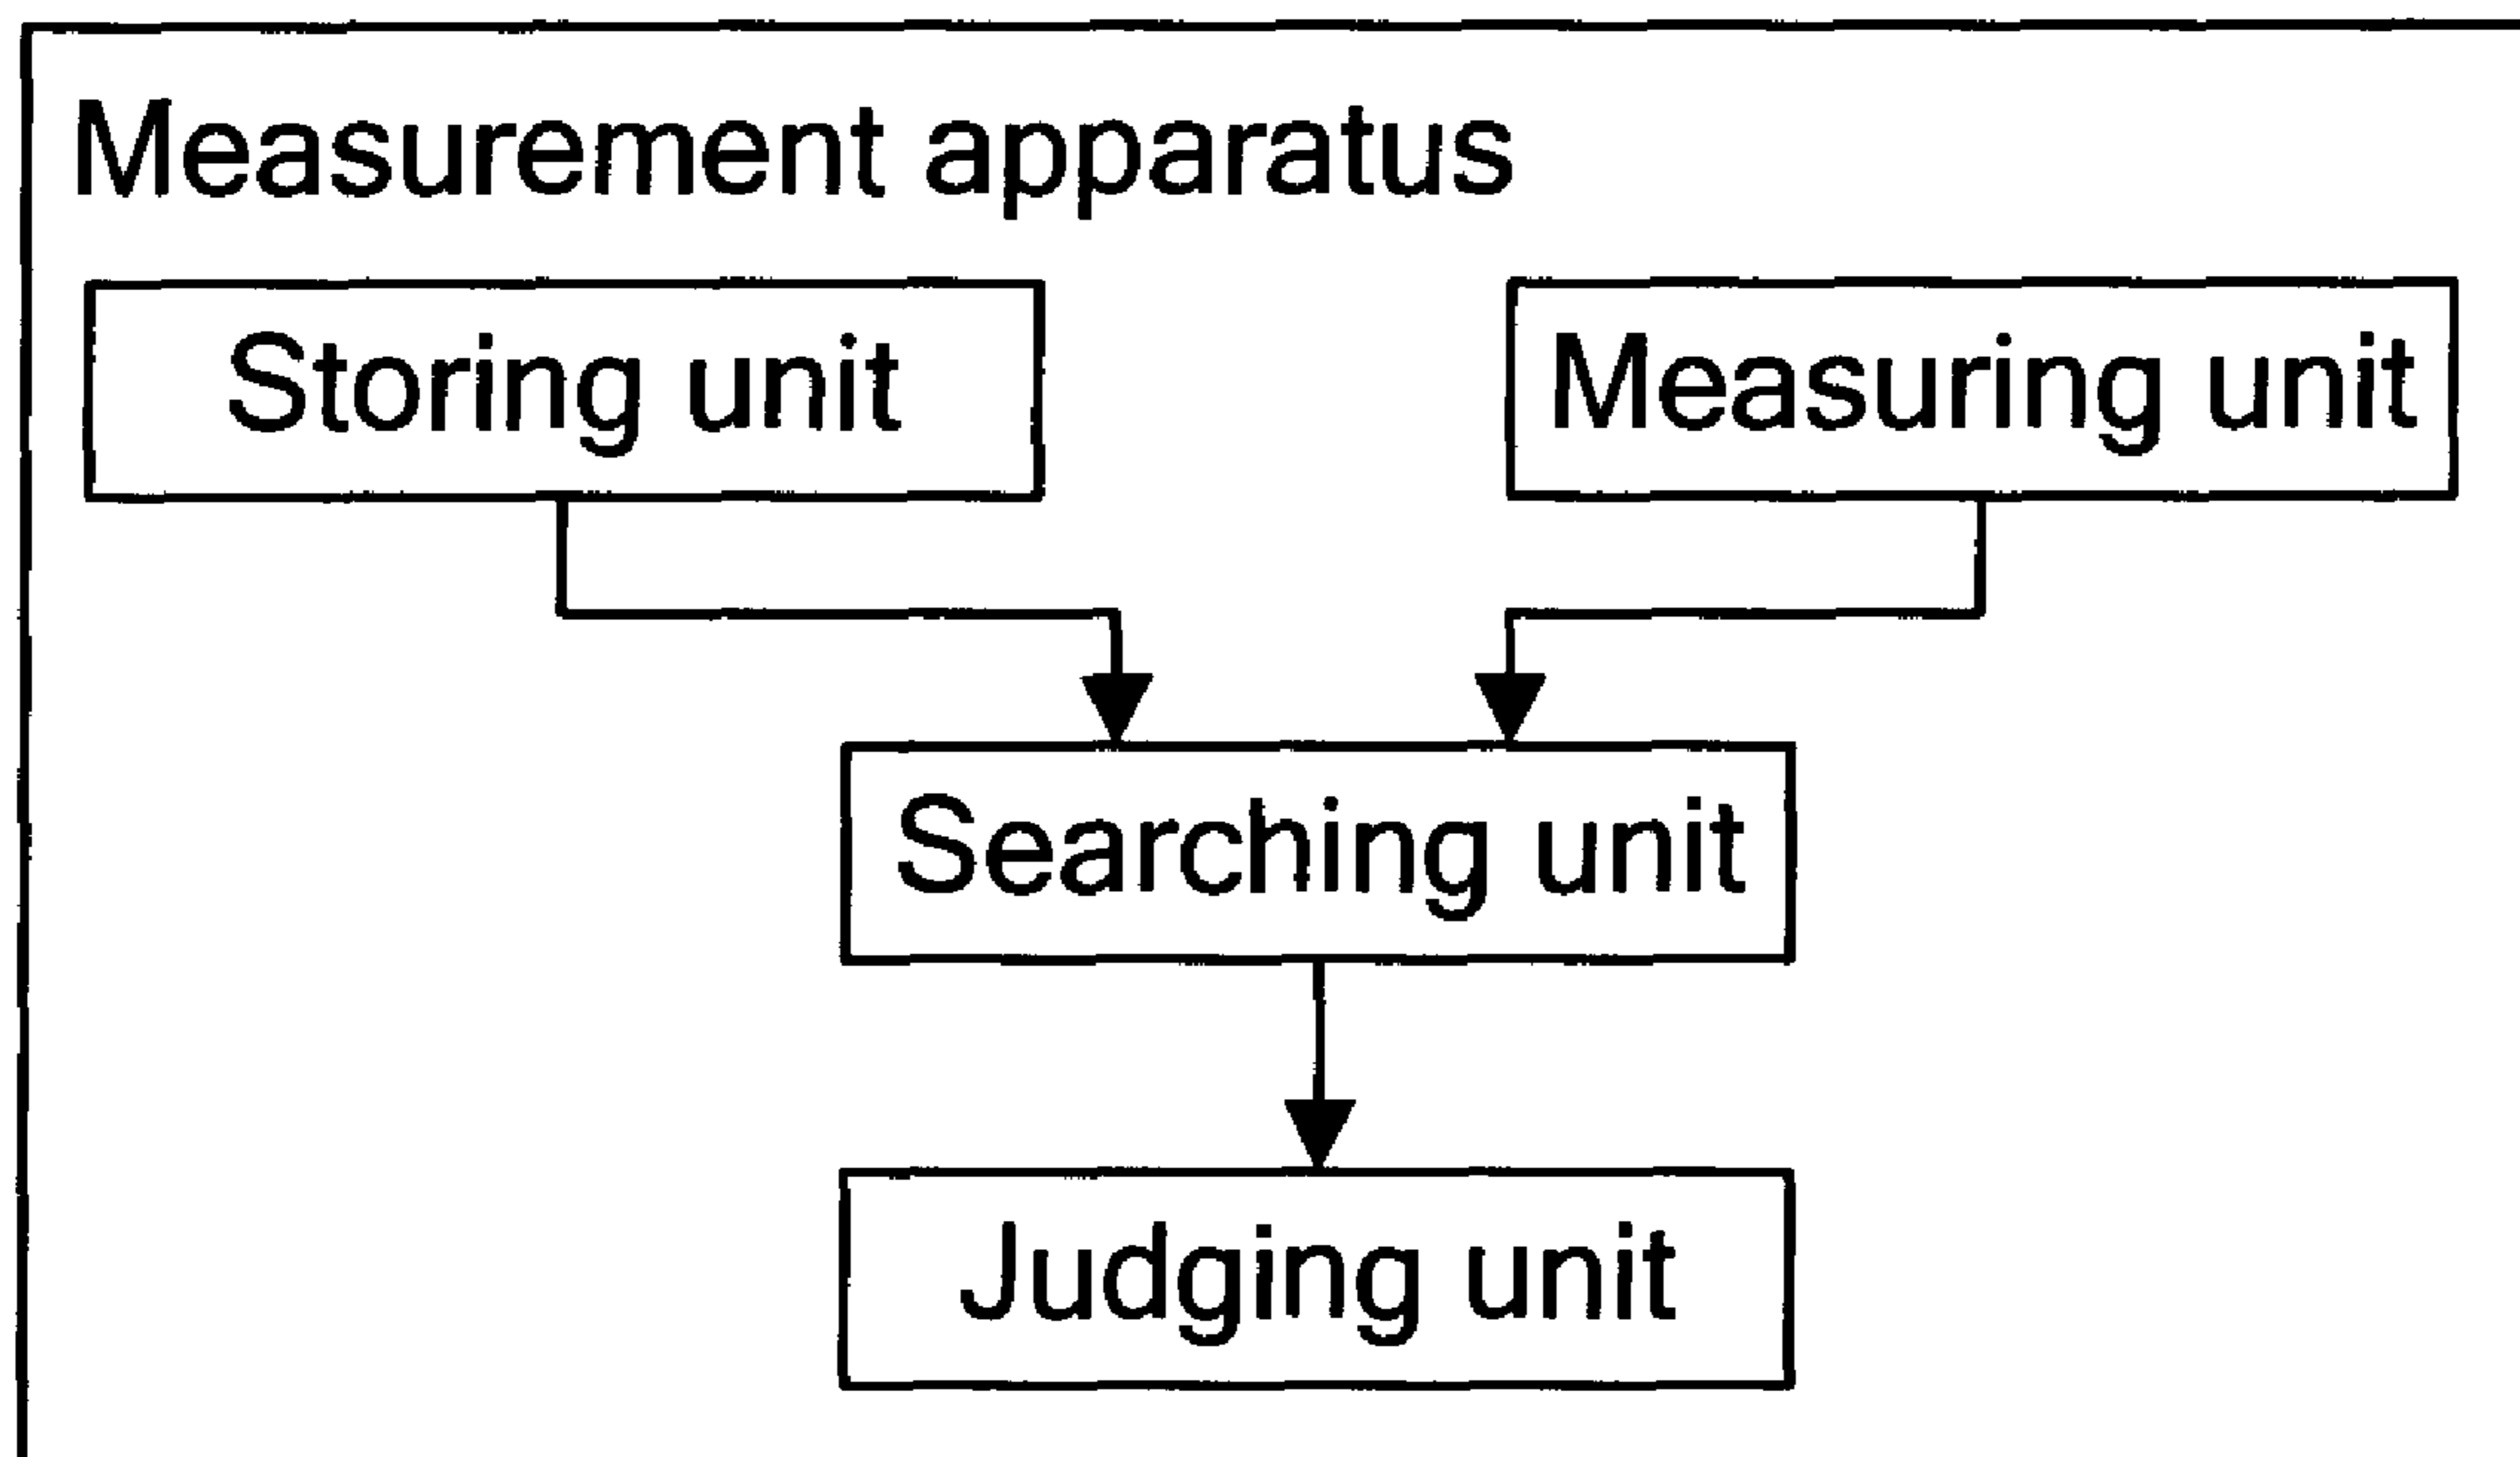 Measurement apparatus
Storing unit
Measuring unit
Searching unit
Judging unit